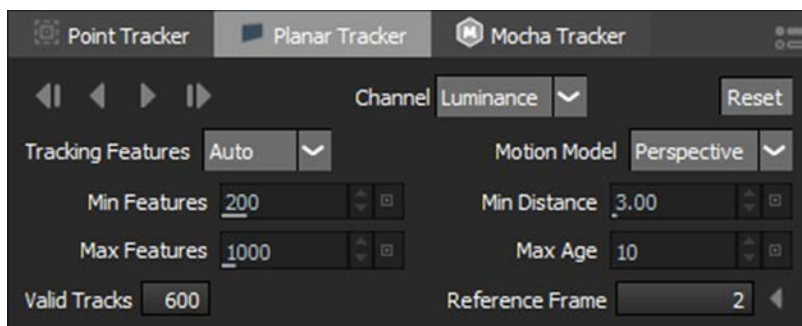 Point Tracker Planar Tracker M Mocha Tracker
Channel Luminance Reset
Tracking Features Auto Motion Model Perspective
Min Features 200 Min Distance 3.00
Max Features 1000 Max Age 10
Valid Tracks 600 Reference Frame 2